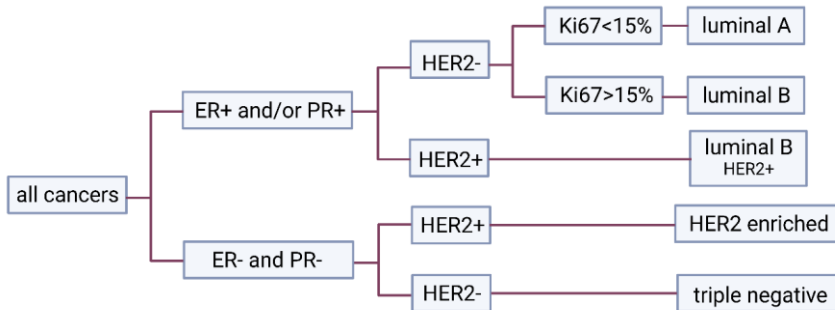 Ki67<15%
luminal A
HER2-
ER+ and/or PR+
Ki67>15%
luminal B
HER2+
luminal B
HER2+
all cancers
HER2+
HER2 enriched
ER- and PR-
HER2-
triple negative